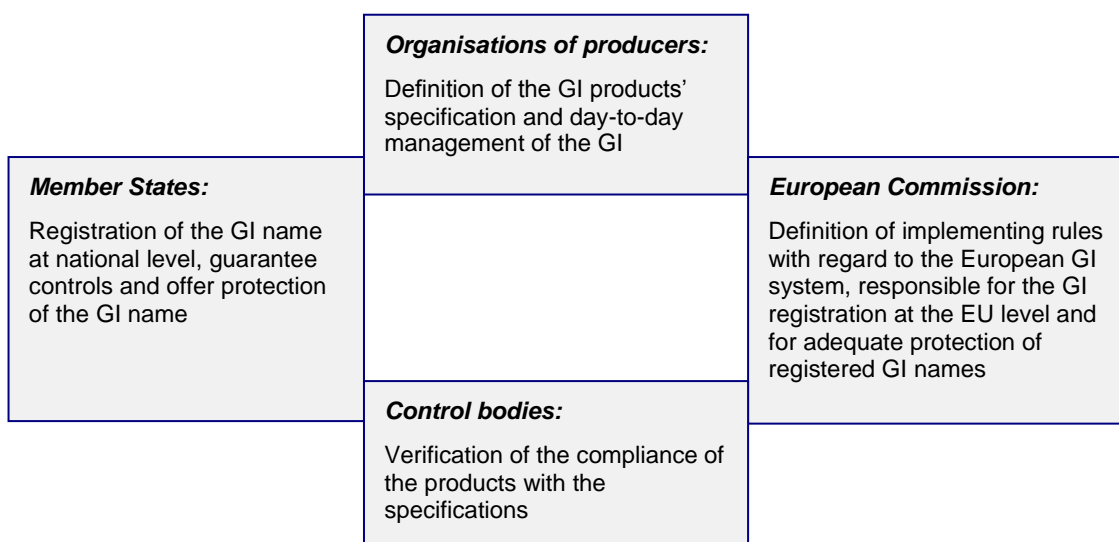 Organisations of producers:
Definition of the GI products’
specification and day-to-day
management of the GI
Member States:
Registration of the GI name
at national level, guarantee
controls and offer protection
of the GI name
European Commission:
Definition of implementing rules
with regard to the European GI
system, responsible for the GI
registration at the EU level and
for adequate protection of
registered GI names
Control bodies:
Verification of the compliance of
the products with the
specifications